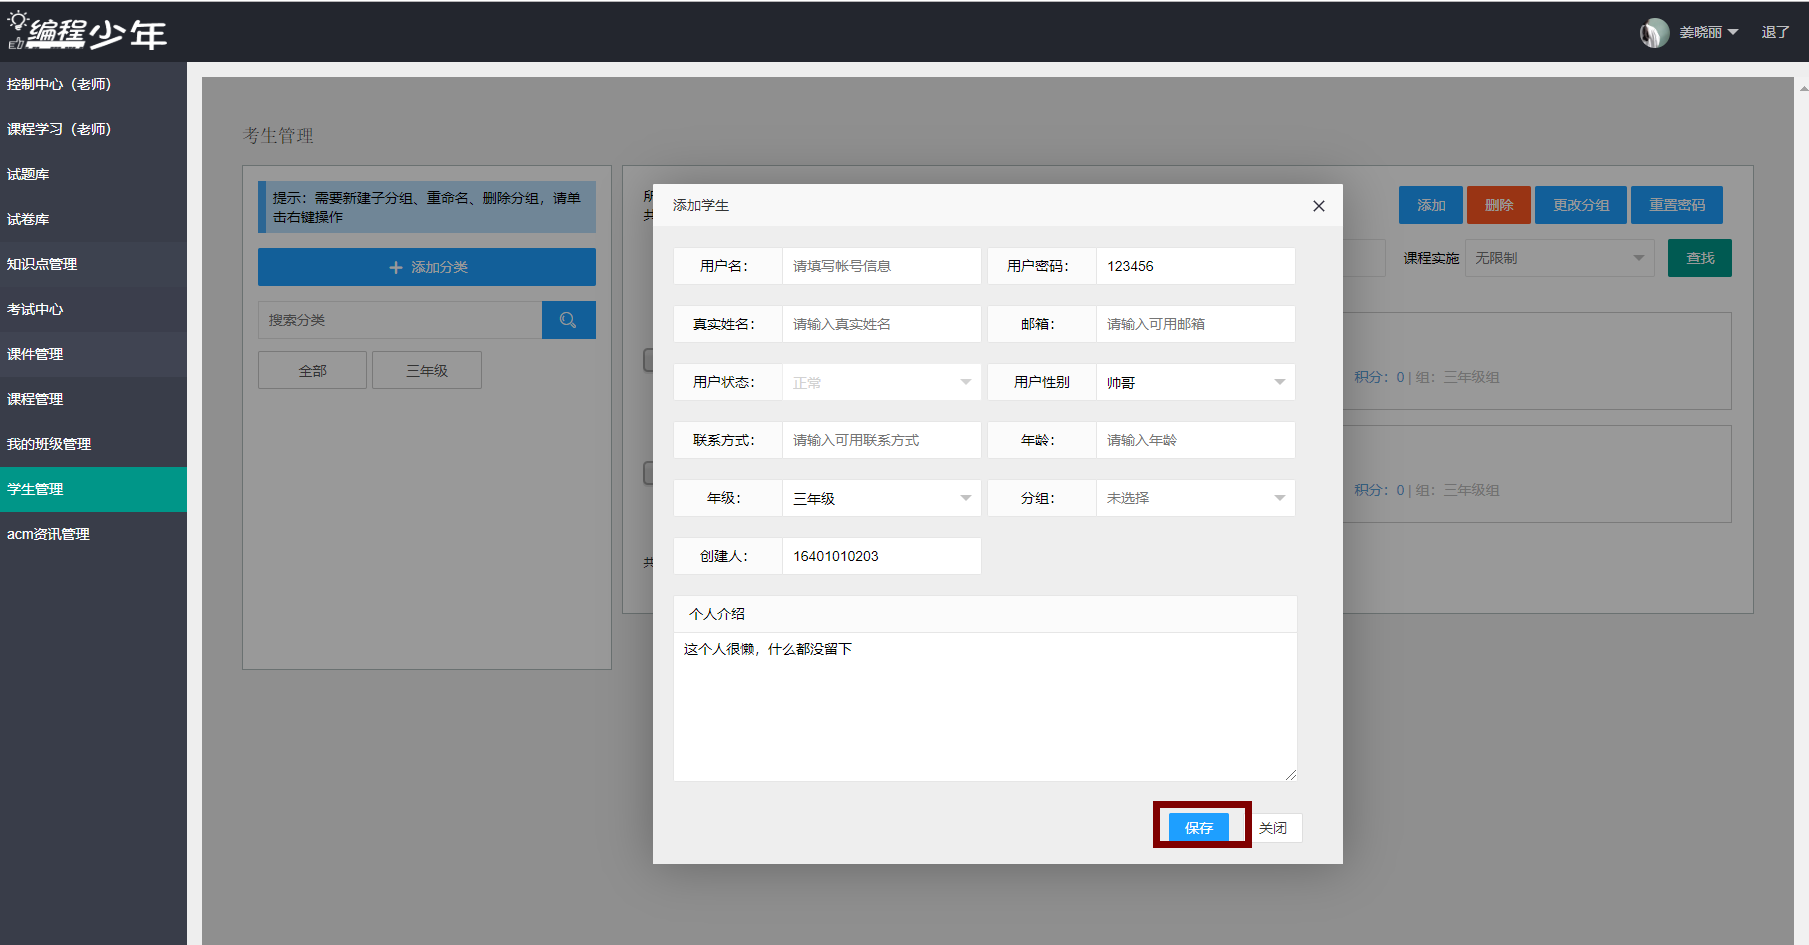 编程少年
姜晓丽
退了
控制中心（老师）
课程学习（老师）
试题库
试卷库
知识点管理
考试中心
课件管理
课程管理
我的班级管理
学生管理
acm资讯管理
考生管理
提示：需要新建子分组、重命名、删除分组，请单
击右键操作
添加分类
搜索分类
全部
三年级
添加
删除
更改分组
重置密码
课程实施
无限制
查找
积分：0 | 组：三年级组
积分：0 | 组：三年级组
共
添加学生
用户名：
请填写帐号信息
用户密码：
123456
真实姓名：
请输入真实姓名
邮箱：
请输入可用邮箱
用户状态：
正常
用户性别
帅哥
联系方式：
请输入可用联系方式
年龄：
请输入年龄
年级：
三年级
分组：
未选择
创建人：
16401010203
个人介绍
这个人很懒，什么都没留下
保存
关闭